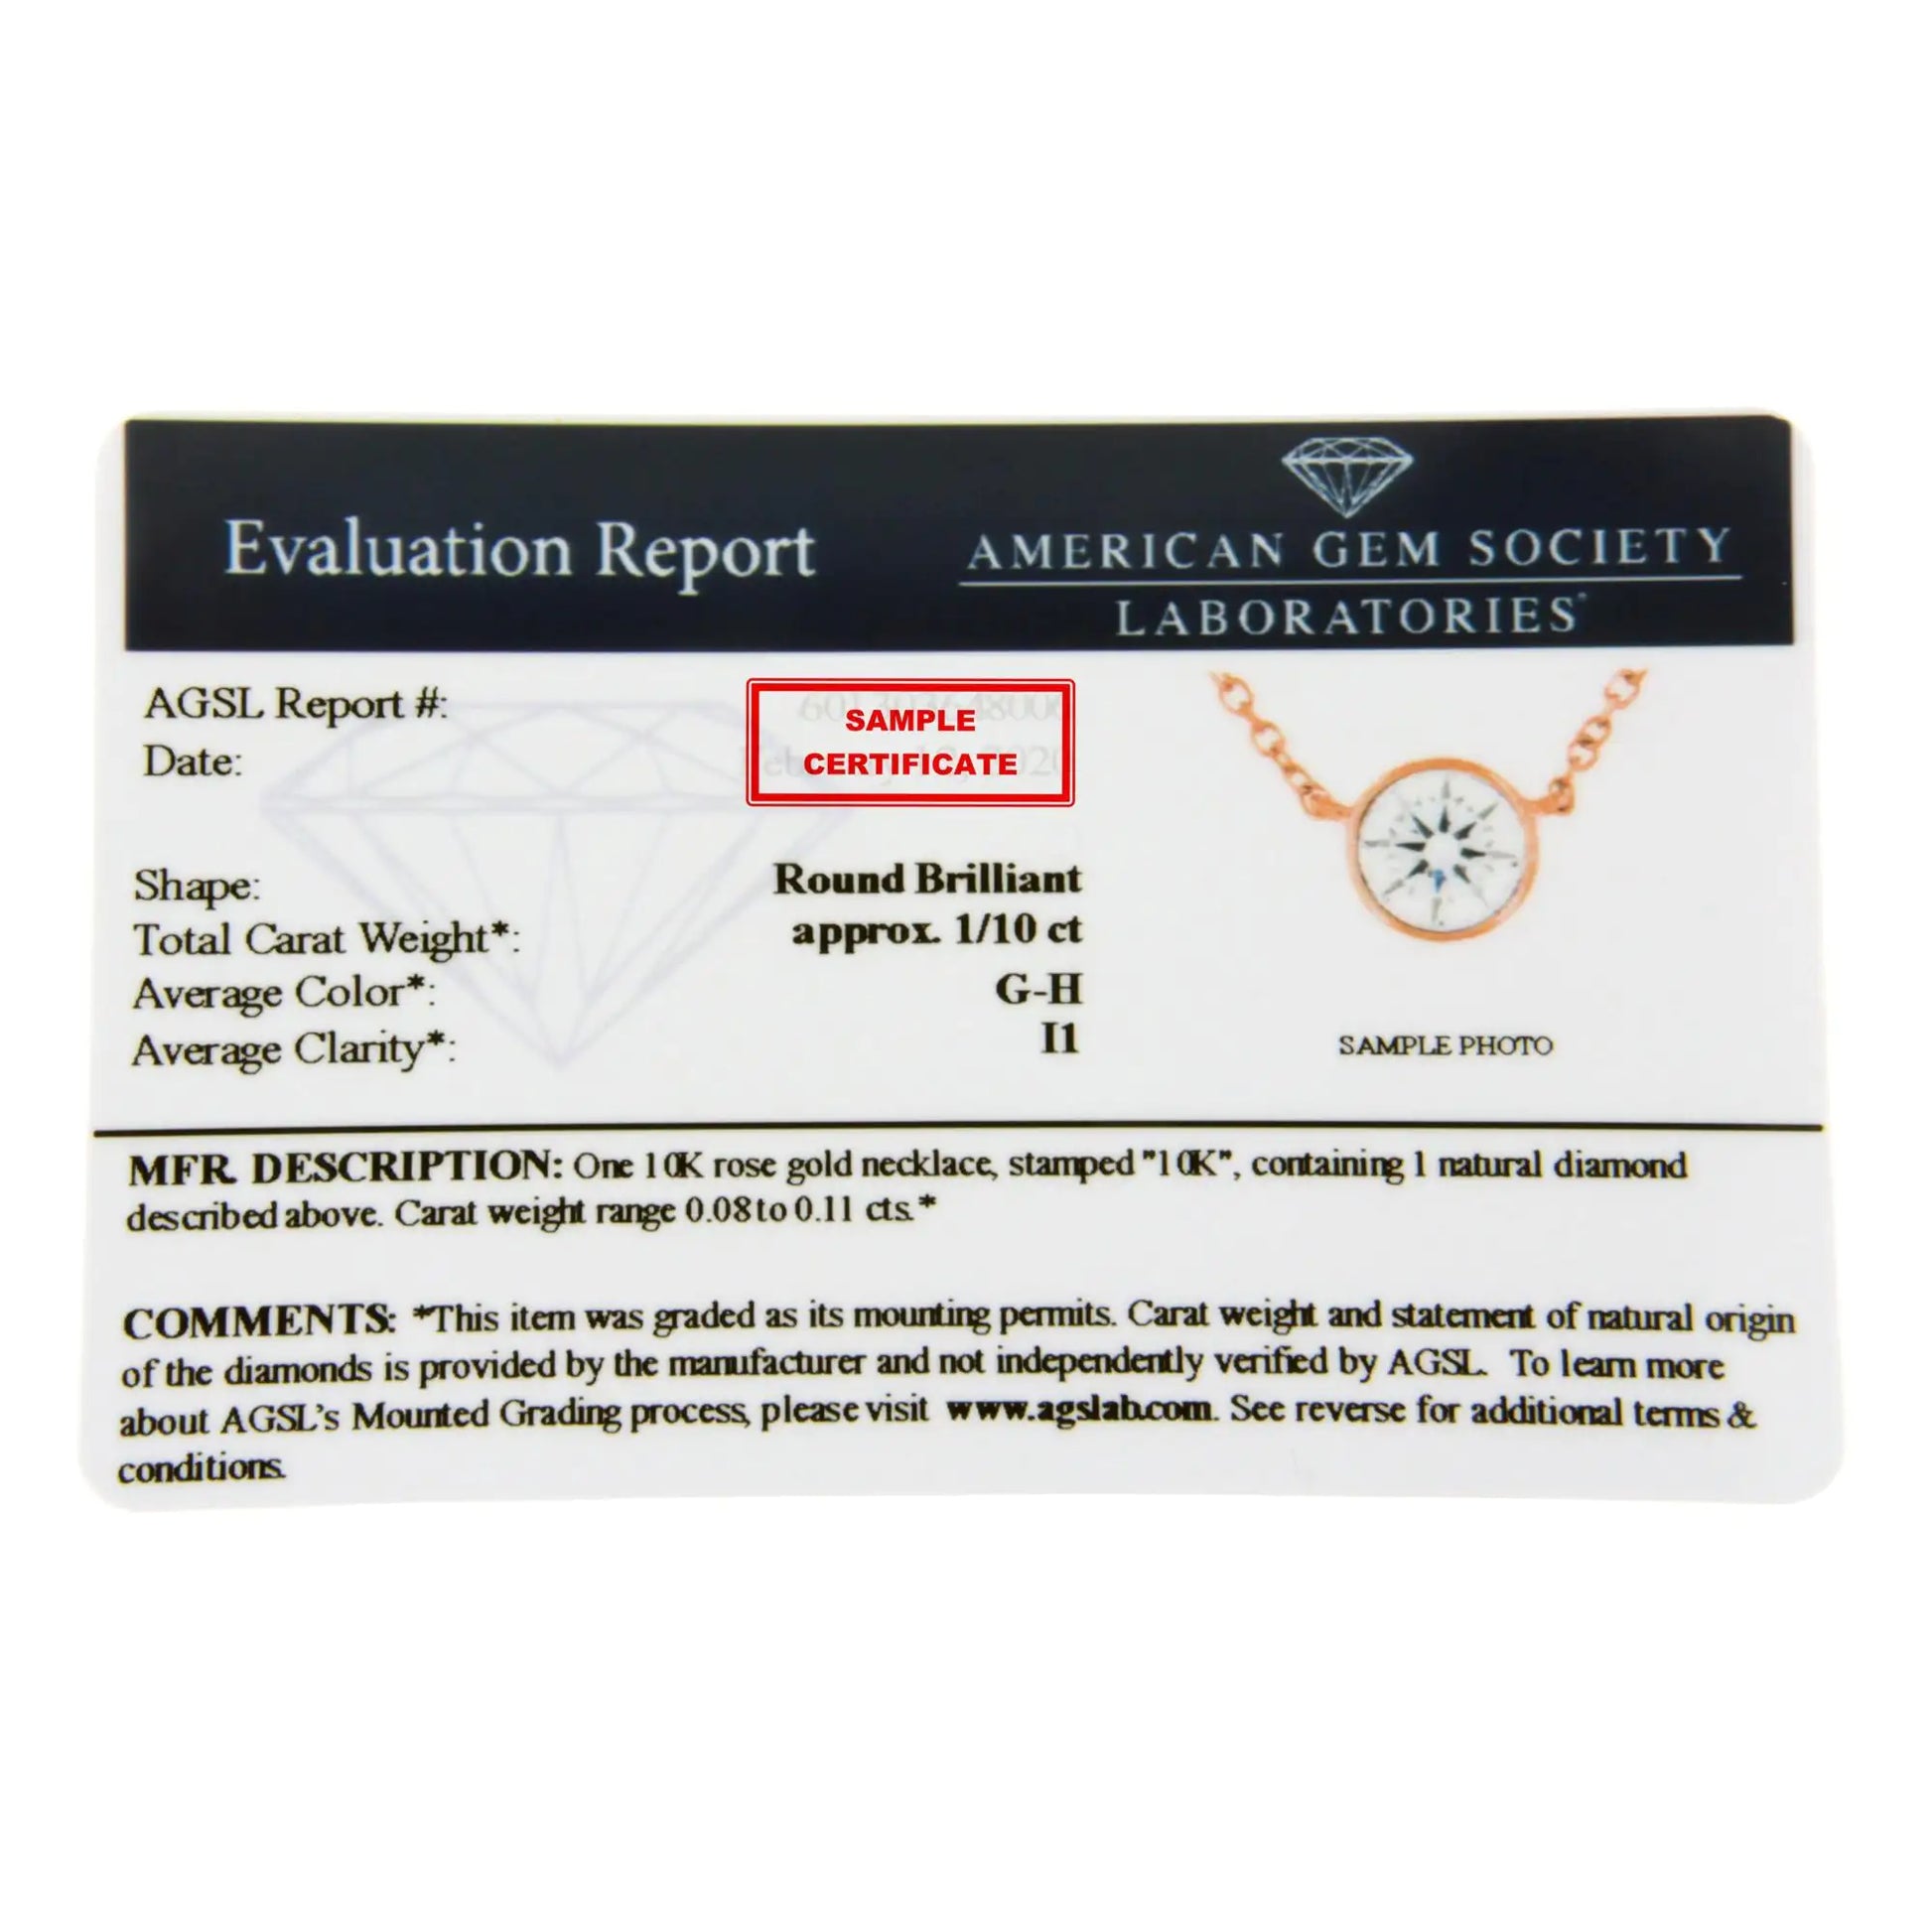 Evaluation Report
AMERICAN GEM SOCIETY
LABORATORIES
AGSL Report #:
Date:
SAMPLE
CERTIFICATE
Shape: Round Brilliant
Total Carat Weight*: approx. 1/10 ct
Average Color*: G-H
Average Clarity*: I1
SAMPLE PHOTO
MFR. DESCRIPTION: One 10K rose gold necklace, stamped "10K", containing 1 natural diamond
described above. Carat weight range 0.08 to 0.11 cts.*
COMMENTS: *This item was graded as its mounting permits. Carat weight and statement of natural origin
of the diamonds is provided by the manufacturer and not independently verified by AGSL. To learn more
about AGSL's Mounted Grading process, please visit www.agslab.com. See reverse for additional terms &
conditions.